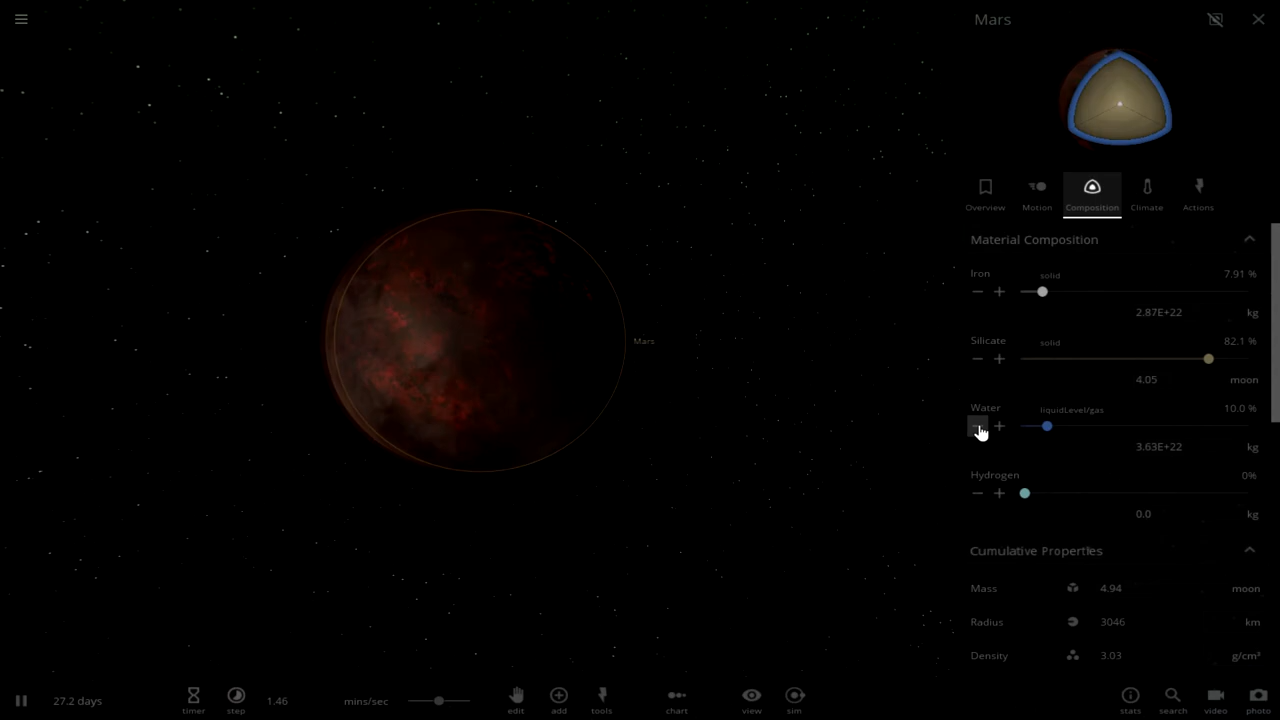 Mars
Overview Motion Composition Climate Actions
Material Composition
Iron solid 7.91 %
2.87E+22 kg
Silicate solid 82.1 %
4.05 moon
Water liquidLevel/gas 10.0 %
3.63E+22 kg
Mars
Hydrogen 0%
0.0 kg
Cumulative Properties
Mass 4.94 moon
Radius 3046 km
Density 3.03 g/cm³
27.2 days timer step 1.46 mins/sec edit add tools chart view sim stats search video photo